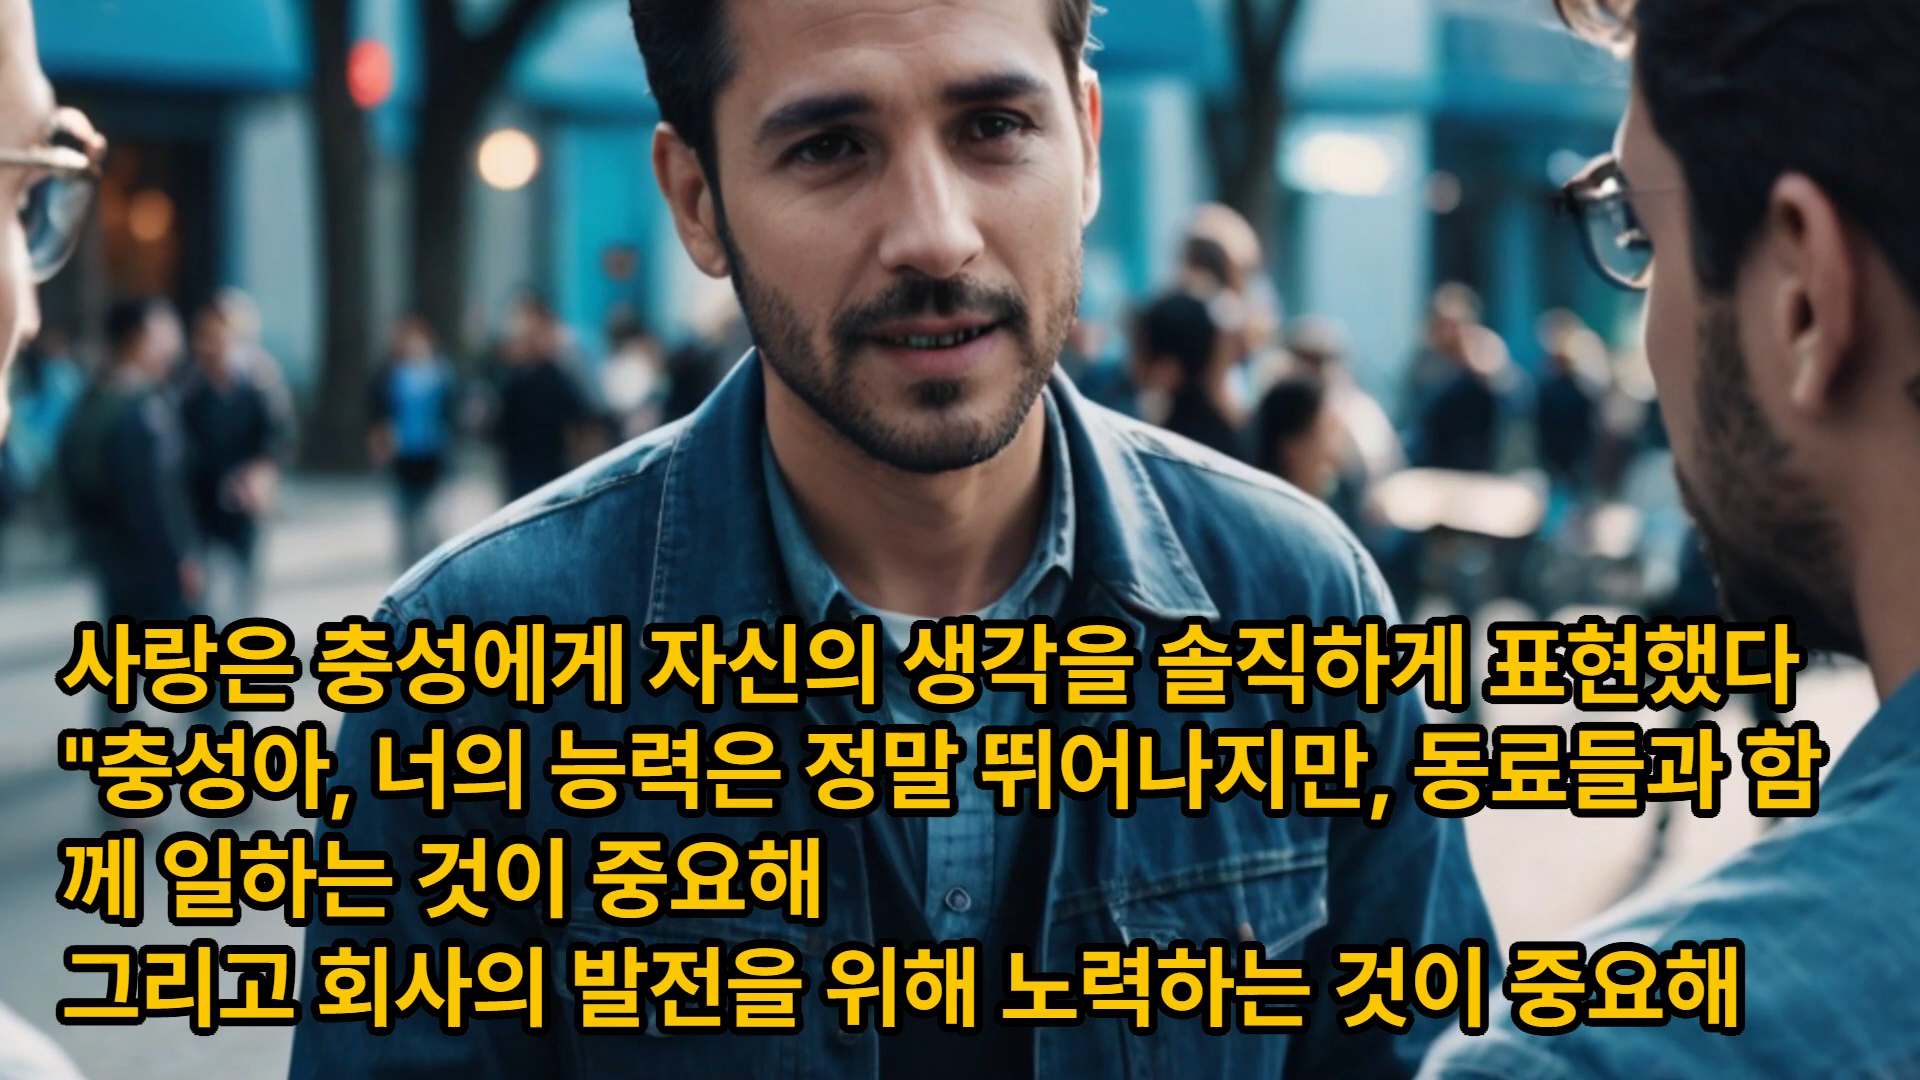 사랑은 충성에게 자신의 생각을 솔직하게 표현했다
"충성아, 너의 능력은 정말 뛰어나지만, 동료들과 함
께 일하는 것이 중요해
그리고 회사의 발전을 위해 노력하는 것이 중요해